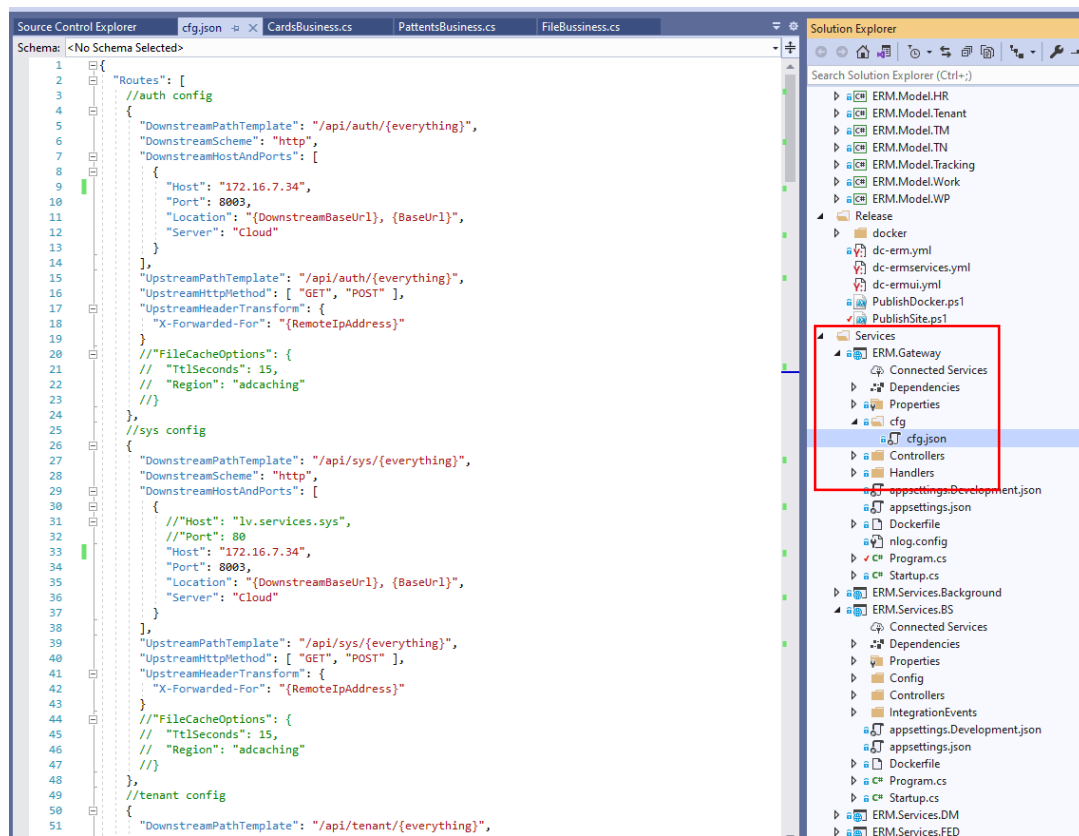 Source Control Explorer
cfg.json
CardsBusiness.cs
PattentsBusiness.cs
FileBussiness.cs
Schema: <No Schema Selected>
1 {
2 "Routes": [
3 //auth config
4 {
5 "DownstreamPathTemplate": "/api/auth/{everything}",
6 "DownstreamScheme": "http",
7 "DownstreamHostAndPorts": [
8 {
9 "Host": "172.16.7.34",
10 "Port": 8003,
11 "Location": "{DownstreamBaseUrl}, {BaseUrl}",
12 "Server": "Cloud"
13 }
14 ],
15 "UpstreamPathTemplate": "/api/auth/{everything}",
16 "UpstreamHttpMethod": [ "GET", "POST" ],
17 "UpstreamHeaderTransform": {
18 "X-Forwarded-For": "{RemoteIpAddress}"
19 }
20 //"FileCacheOptions": {
21 // "TtlSeconds": 15,
22 // "Region": "adcaching"
23 //}
24 },
25 //sys config
26 {
27 "DownstreamPathTemplate": "/api/sys/{everything}",
28 "DownstreamScheme": "http",
29 "DownstreamHostAndPorts": [
30 {
31 //"Host": "lv.services.sys",
32 //"Port": 80
33 "Host": "172.16.7.34",
34 "Port": 8003,
35 "Location": "{DownstreamBaseUrl}, {BaseUrl}",
36 "Server": "Cloud"
37 }
38 ],
39 "UpstreamPathTemplate": "/api/sys/{everything}",
40 "UpstreamHttpMethod": [ "GET", "POST" ],
41 "UpstreamHeaderTransform": {
42 "X-Forwarded-For": "{RemoteIpAddress}"
43 }
44 //"FileCacheOptions": {
45 // "TtlSeconds": 15,
46 // "Region": "adcaching"
47 //}
48 },
49 //tenant config
50 {
51 "DownstreamPathTemplate": "/api/tenant/{everything}",
Solution Explorer
Search Solution Explorer (Ctrl+;)
C# ERM.Model.HR
C# ERM.Model.Tenant
C# ERM.Model.TM
C# ERM.Model.TN
C# ERM.Model.Tracking
C# ERM.Model.Work
C# ERM.Model.WP
Release
docker
dc-erm.yml
dc-ermservices.yml
dc-ermui.yml
PublishDocker.ps1
PublishSite.ps1
Services
ERM.Gateway
Connected Services
Dependencies
Properties
cfg
cfg.json
Controllers
Handlers
appsettings.Development.json
appsettings.json
Dockerfile
nlog.config
C# Program.cs
C# Startup.cs
ERM.Services.Background
ERM.Services.BS
Connected Services
Dependencies
Properties
Config
Controllers
IntegrationEvents
appsettings.Development.json
appsettings.json
Dockerfile
C# Program.cs
C# Startup.cs
ERM.Services.DM
ERM.Services.FED